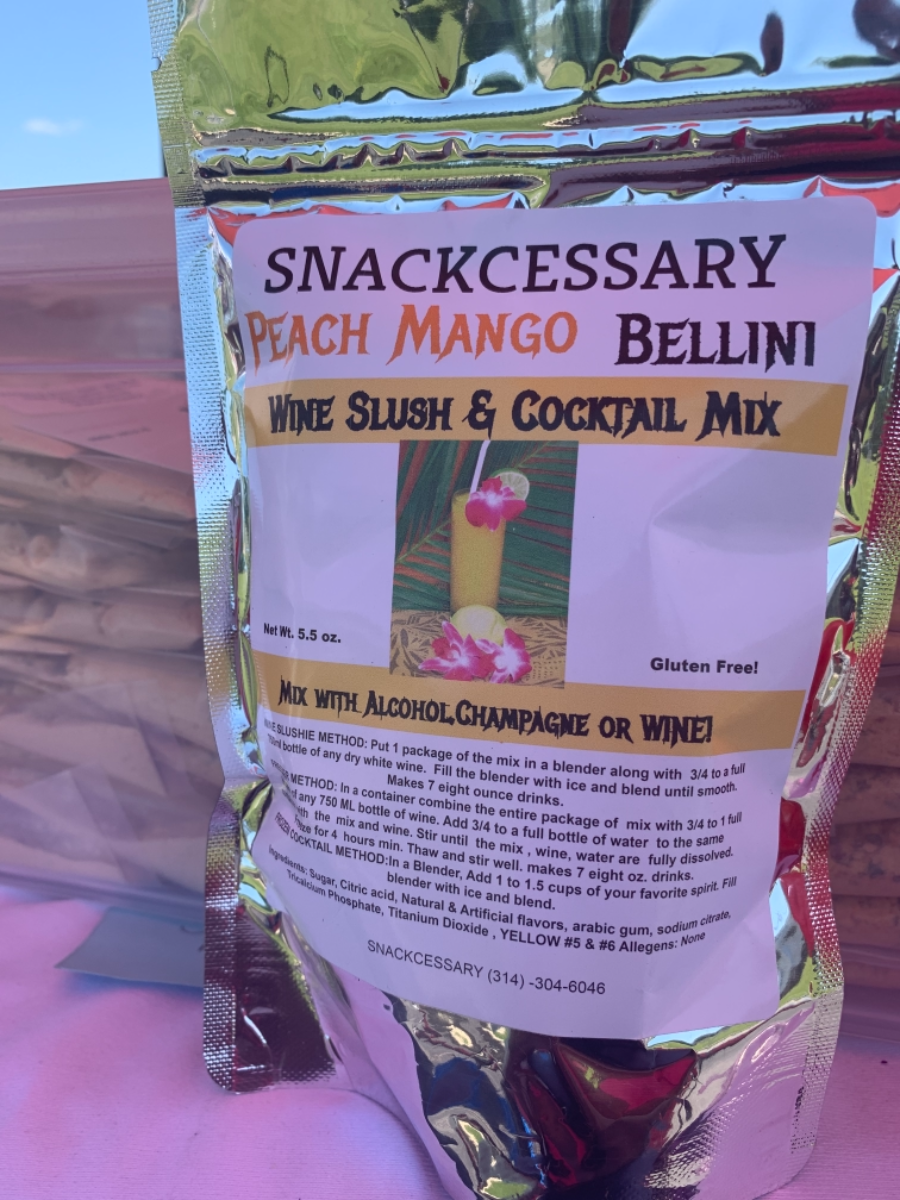 SNACKCESSARY
PEACH MANGO BELLINI
WINE SLUSH & COCKTAIL MIX
Net Wt. 5.5 oz.
Gluten Free!
MIX WITH ALCOHOL,CHAMPAGNE OR WINE!
SLUSHIE METHOD: Put 1 package of the mix in a blender along with 3/4 to a full
bottle of any dry white wine. Fill the blender with ice and blend until smooth.
Makes 7 eight ounce drinks.
METHOD: In a container combine the entire package of mix with 3/4 to 1 full
any 750 ML bottle of wine. Add 3/4 to a full bottle of water to the same
the mix and wine. Stir until the mix , wine, water are fully dissolved.
for 4 hours min. Thaw and stir well. makes 7 eight oz. drinks.
FROZEN COCKTAIL METHOD:In a Blender, Add 1 to 1.5 cups of your favorite spirit. Fill
blender with ice and blend.
Ingredients: Sugar, Citric acid, Natural & Artificial flavors, arabic gum, sodium citrate,
Tricalcium Phosphate, Titanium Dioxide , YELLOW #5 & #6 Allegens: None
SNACKCESSARY (314) -304-6046